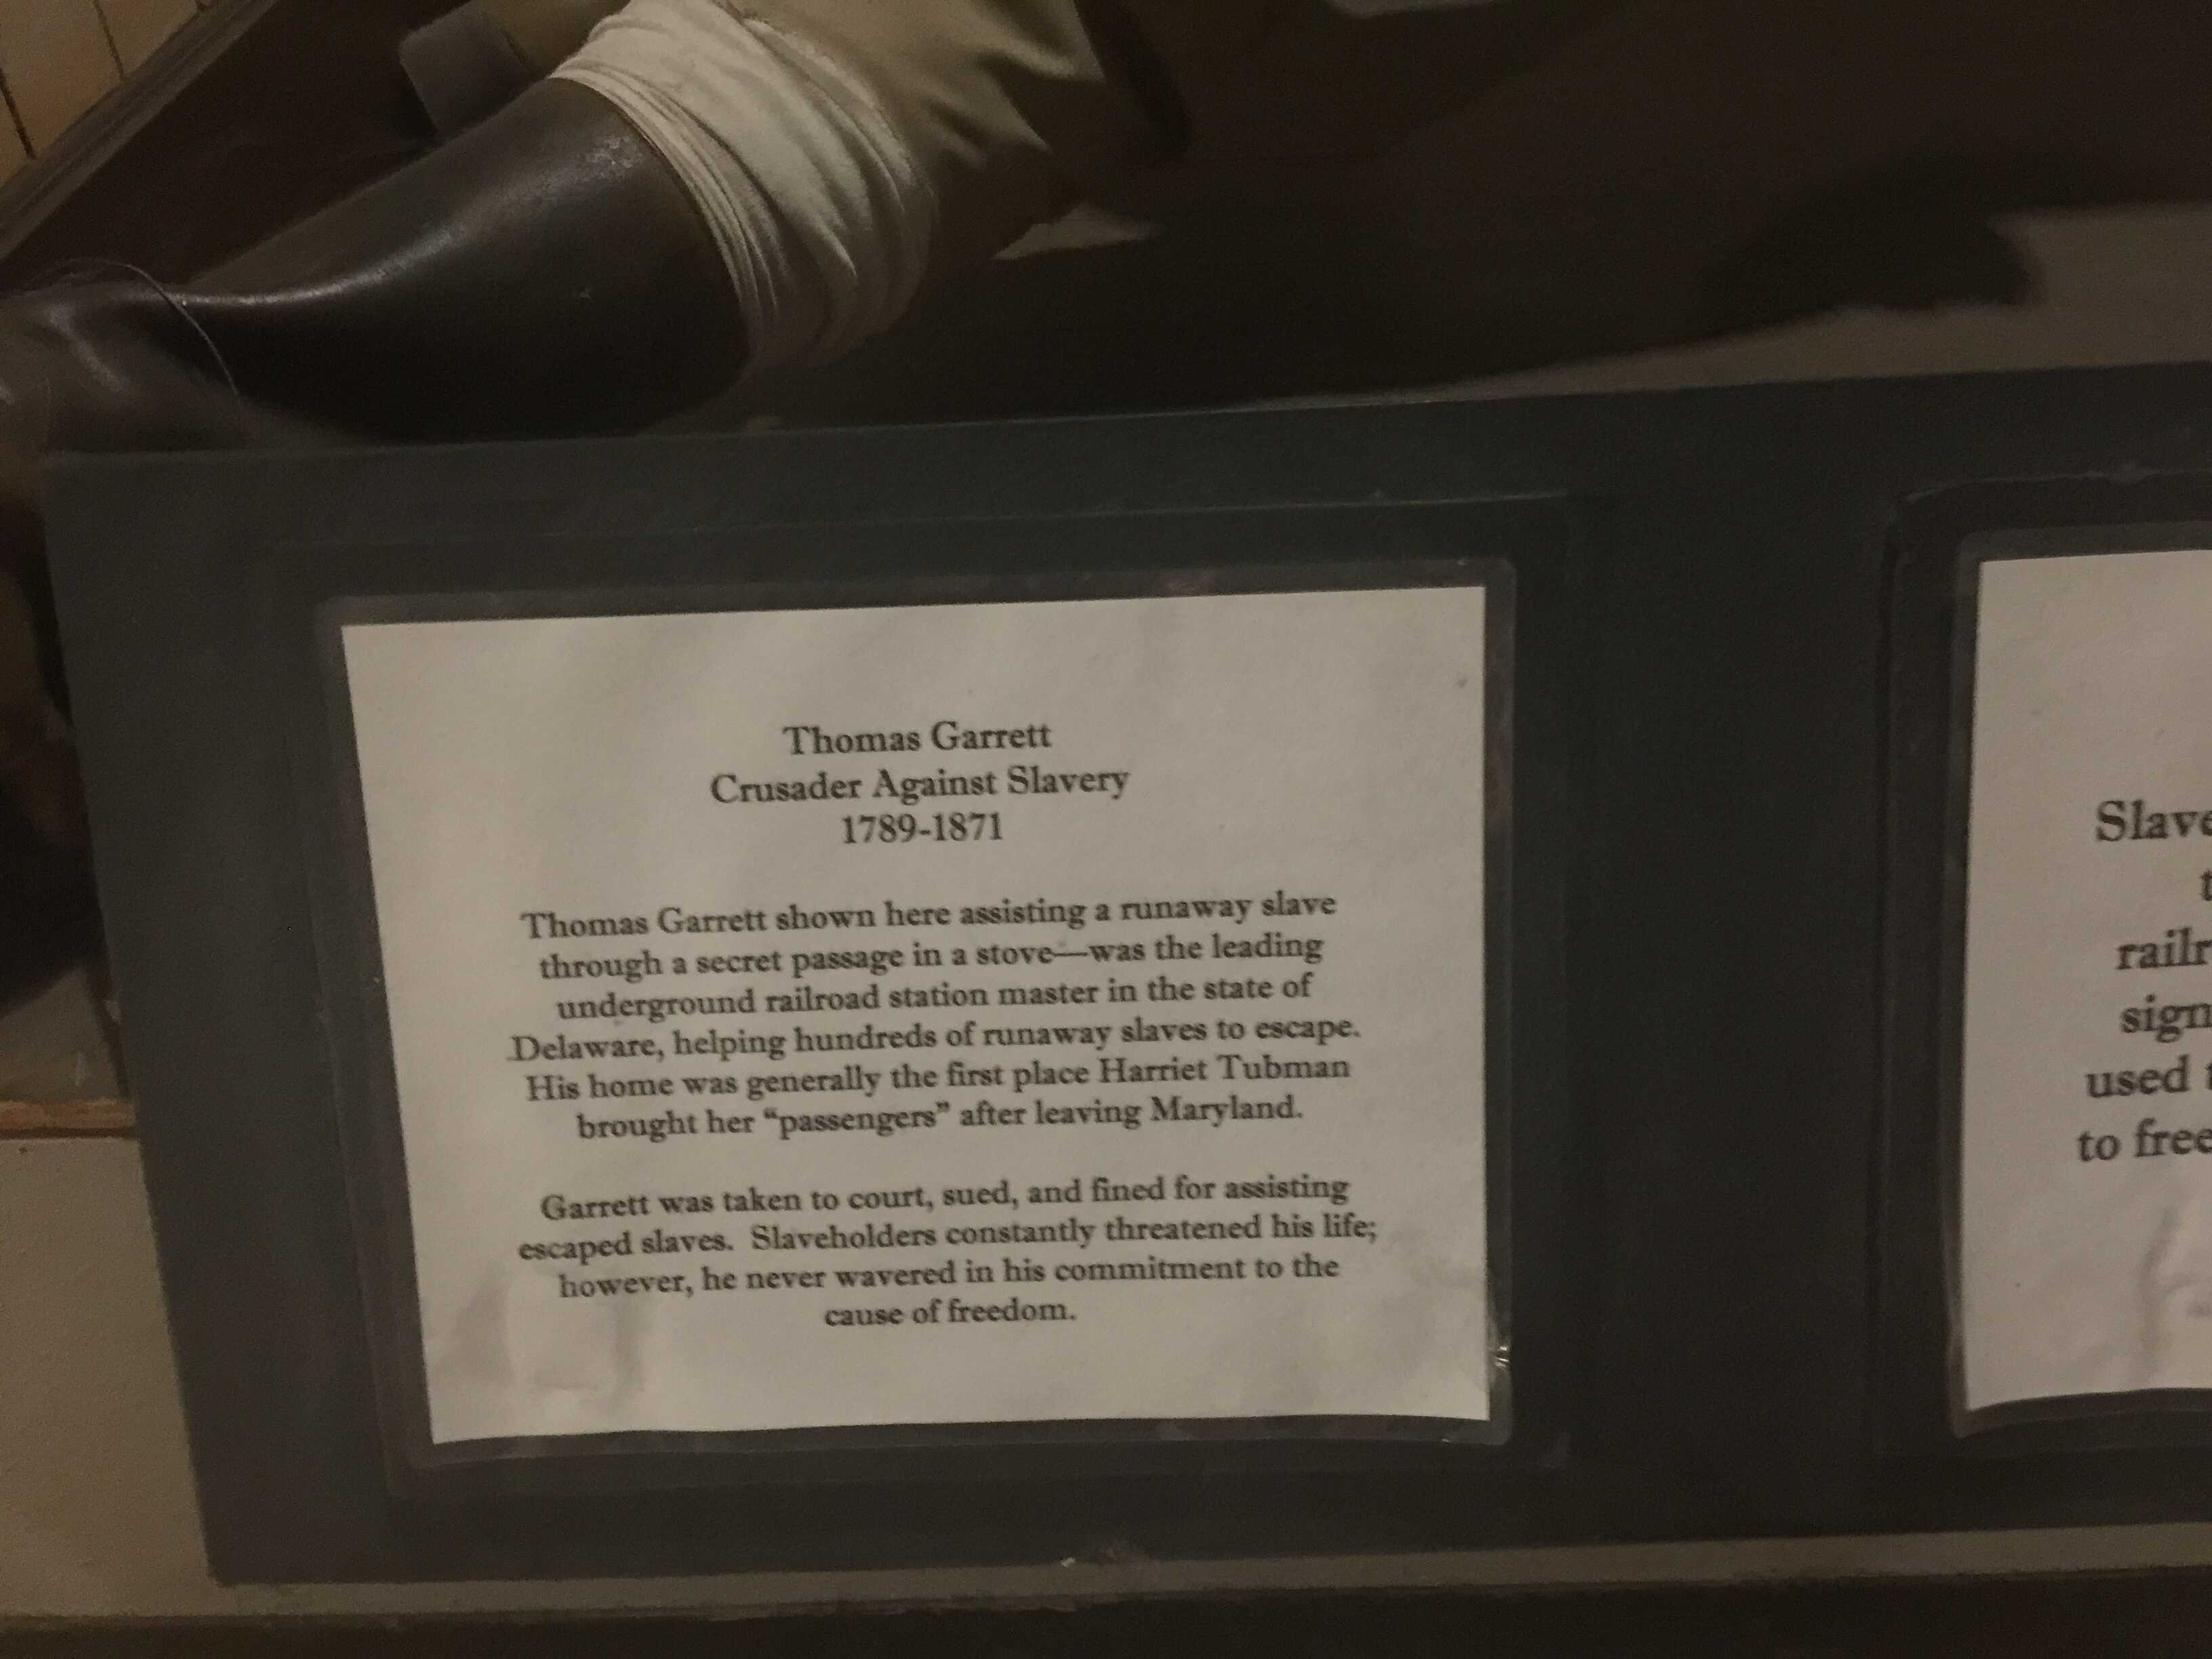 Thomas Garrett
Crusader Against Slavery
1789-1871
Thomas Garrett shown here assisting a runaway slave
through a secret passage in a stove—was the leading
underground railroad station master in the state of
Delaware, helping hundreds of runaway slaves to escape.
His home was generally the first place Harriet Tubman
brought her “passengers” after leaving Maryland.
Garrett was taken to court, sued, and fined for assisting
escaped slaves.  Slaveholders constantly threatened his life;
however, he never wavered in his commitment to the
cause of freedom.
Slave
t
railr
sign
used t
to free